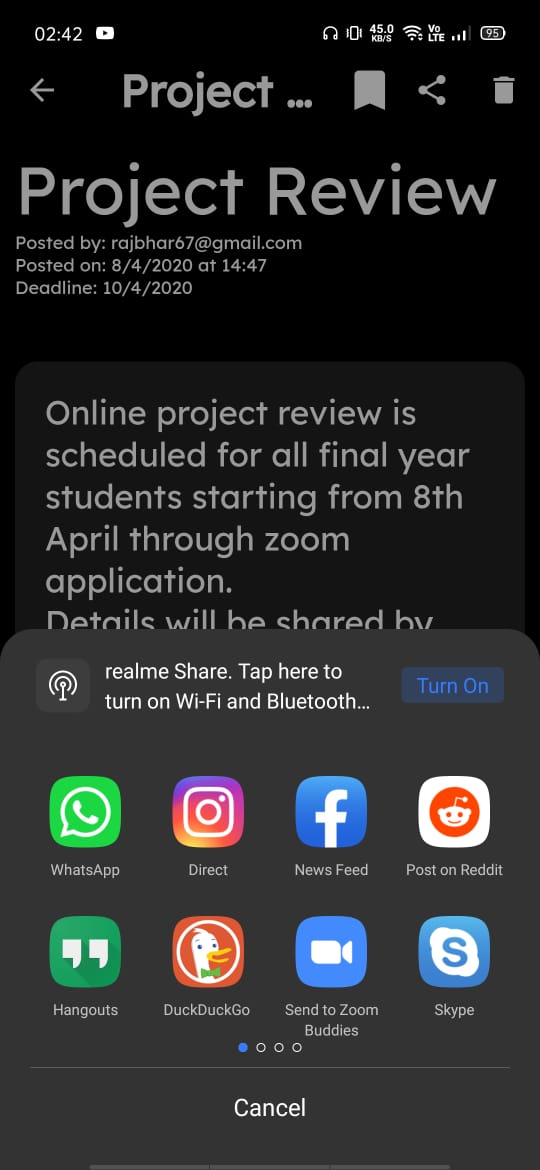 02:42
45.0
KB/S
Vo
LTE
95
Project ...
Project Review
Posted by: rajbhar67@gmail.com
Posted on: 8/4/2020 at 14:47
Deadline: 10/4/2020
Online project review is
scheduled for all final year
students starting from 8th
April through zoom
application.
Details will be shared by
realme Share. Tap here to
turn on Wi-Fi and Bluetooth...
Turn On
WhatsApp
Direct
News Feed
Post on Reddit
Hangouts
DuckDuckGo
Send to Zoom
Buddies
Skype
Cancel